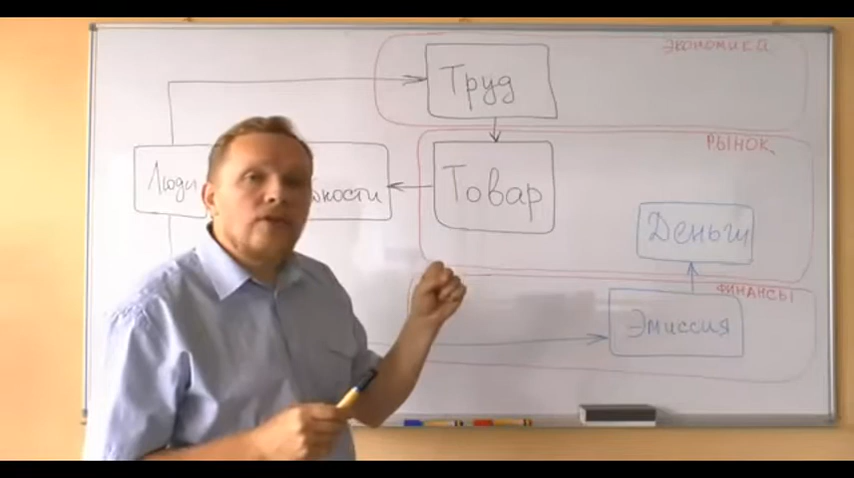 экономика
Труд
РЫНОК
Люди
Товар
Деньги
ФИНАНСЫ
Эмиссия